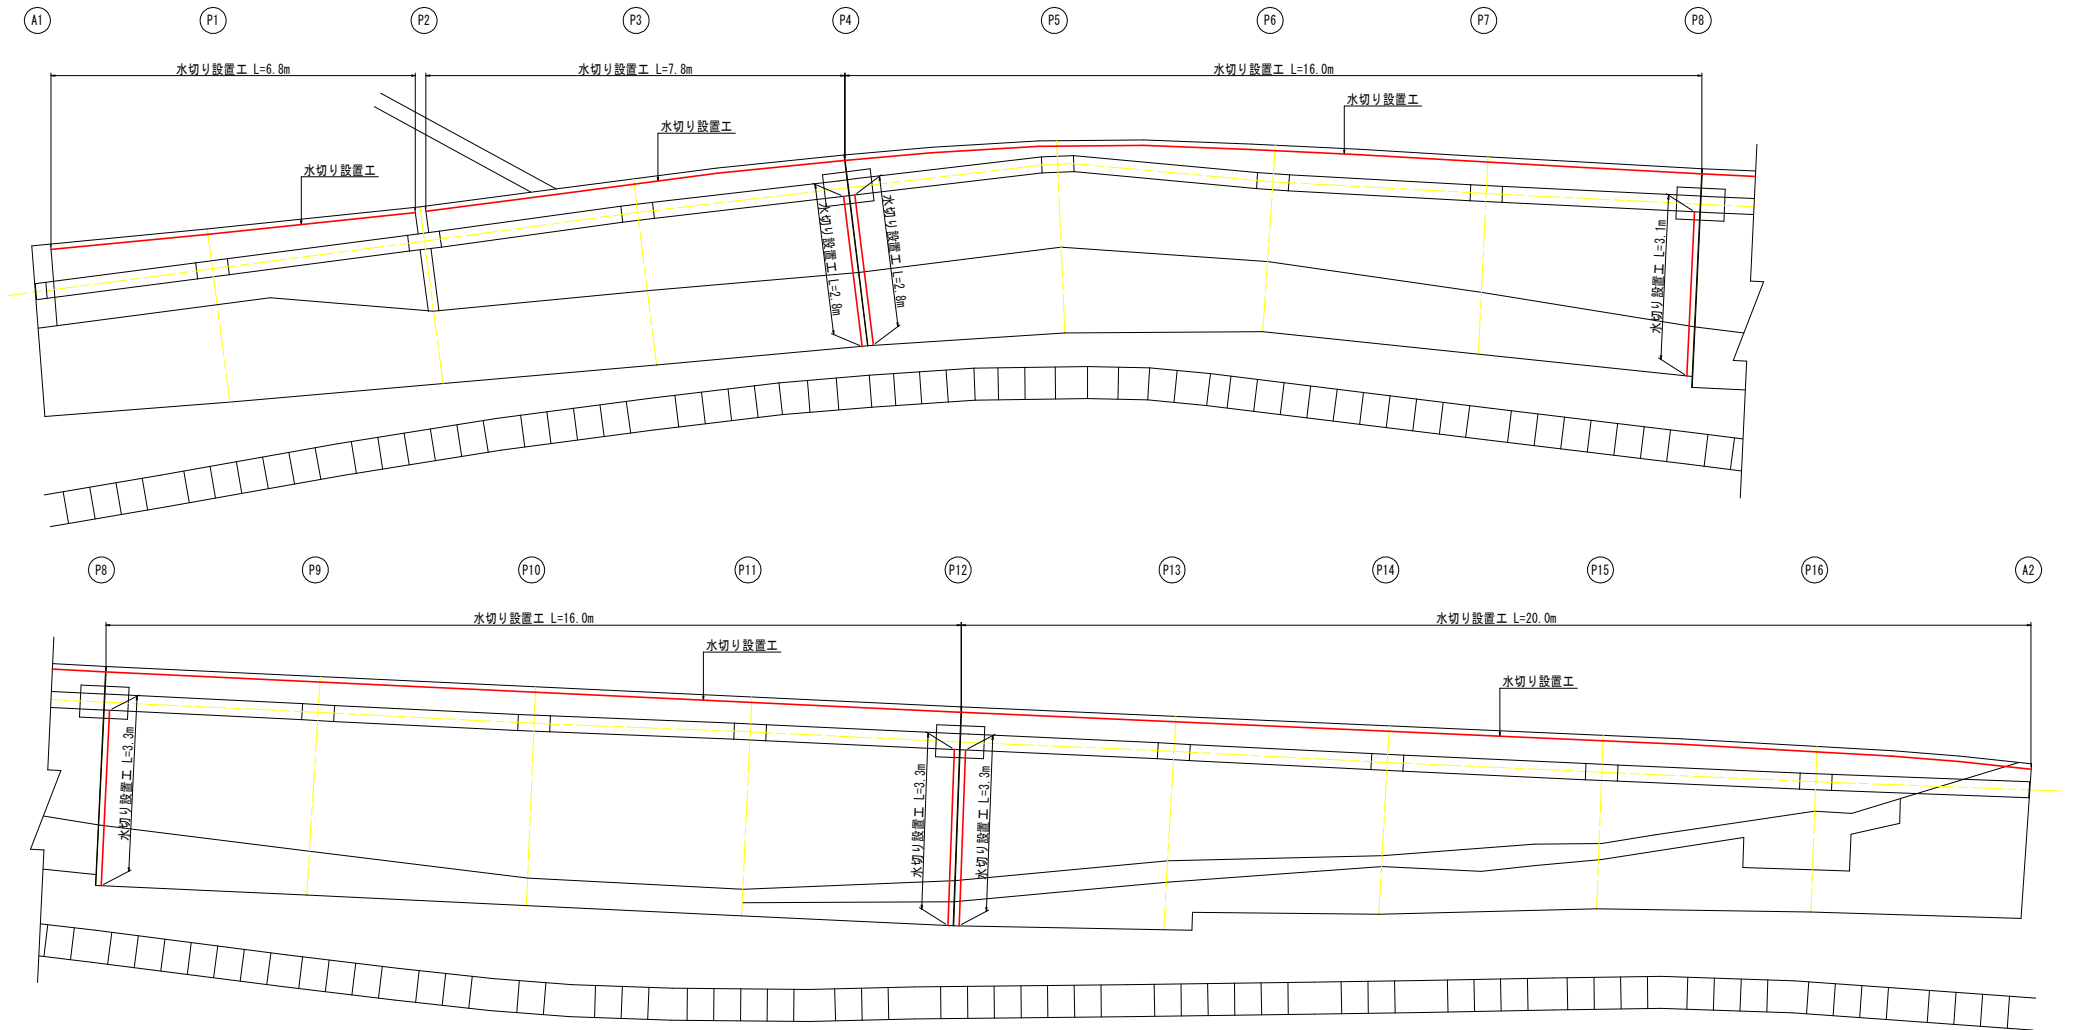 A1 P1 P2 P3 P4 P5 P6 P7 P8
水切り設置工 L=6.8m 水切り設置工 L=7.8m 水切り設置工 L=16.0m
水切り設置工
水切り設置工
水切り設置工
水切り設置工 L=2.8m
水切り設置工 L=2.8m
水切り設置工 L=3.1m
P8 P9 P10 P11 P12 P13 P14 P15 P16 A2
水切り設置工 L=16.0m 水切り設置工 L=20.0m
水切り設置工
水切り設置工
水切り設置工 L=3.3m
水切り設置工 L=3.3m
水切り設置工 L=3.3m